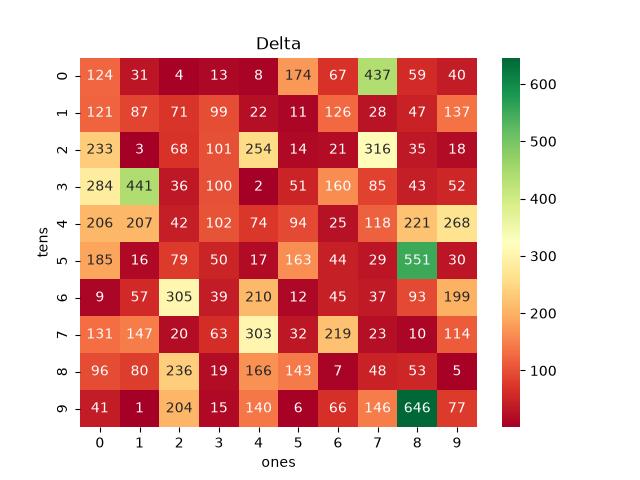 Delta
0 124 31 4 13 8 174 67 437 59 40
1 121 87 71 99 22 11 126 28 47 137
2 233 3 68 101 254 14 21 316 35 18
3 284 441 36 100 2 51 160 85 43 52
4 206 207 42 102 74 94 25 118 221 268
5 185 16 79 50 17 163 44 29 551 30
6 9 57 305 39 210 12 45 37 93 199
7 131 147 20 63 303 32 219 23 10 114
8 96 80 236 19 166 143 7 48 53 5
9 41 1 204 15 140 6 66 146 646 77
0 1 2 3 4 5 6 7 8 9
ones
tens
600
500
400
300
200
100